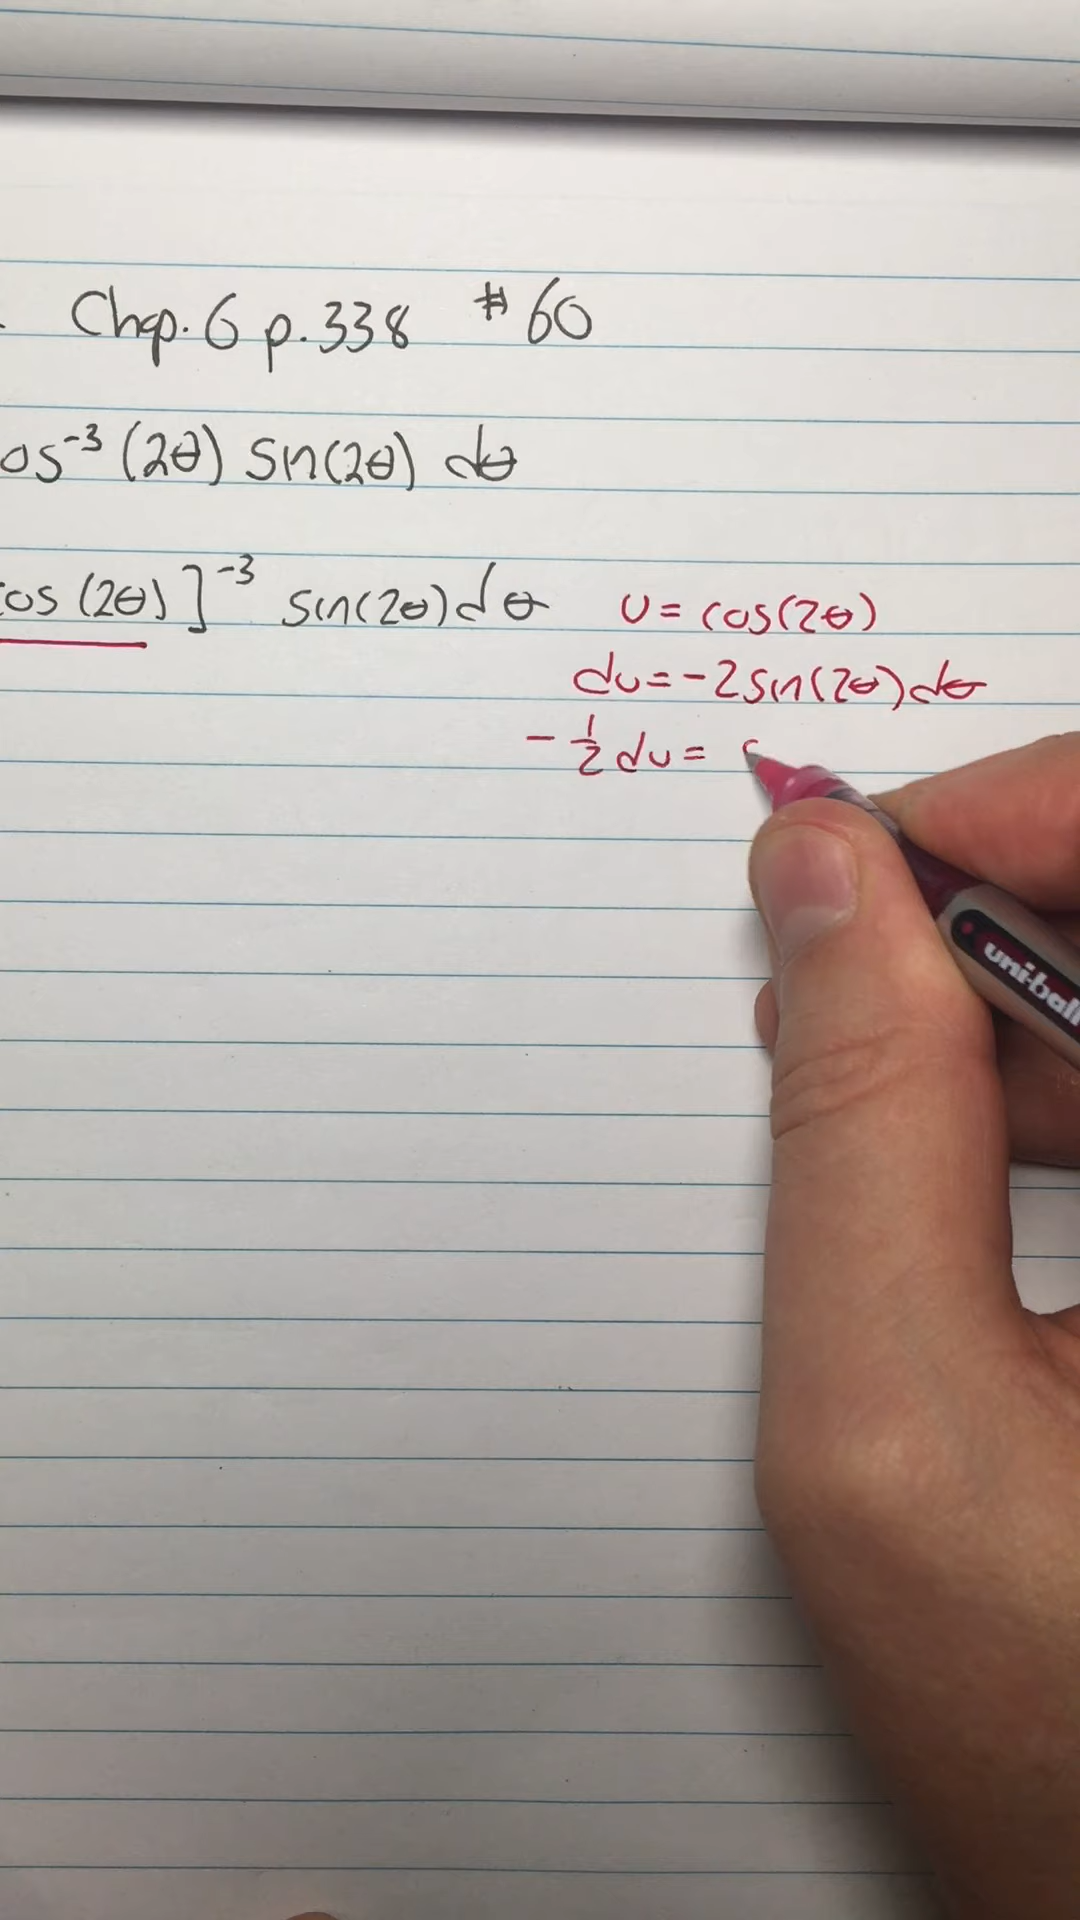 Chap. 6 p. 338 #60
os⁻³ (2θ) sin(2θ) dθ
cos (2θ)]⁻³ sin(2θ) dθ
u = cos(2θ)
du = -2 sin(2θ) dθ
-1/2 du =
uni-ball